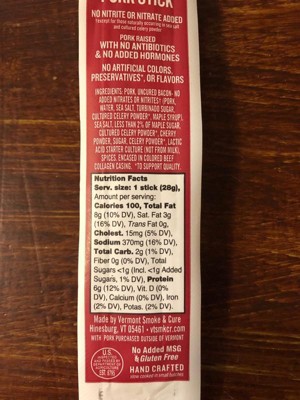 PORK STICK
NO NITRITE OR NITRATE ADDED
(except for those naturally occurring in sea salt
and cultured celery powder)
PORK RAISED
WITH NO ANTIBIOTICS
& NO ADDED HORMONES
NO ARTIFICIAL COLORS,
PRESERVATIVES*, OR FLAVORS
INGREDIENTS: PORK, UNCURED BACON- NO
ADDED NITRATES OR NITRITES† (PORK,
WATER, SEA SALT, TURBINADO SUGAR,
CULTURED CELERY POWDER*, MAPLE SYRUP),
SEA SALT, LESS THAN 2% OF MAPLE SUGAR,
CULTURED CELERY POWDER*, CHERRY
POWDER, SUGAR, CELERY POWDER*, LACTIC
ACID STARTER CULTURE (NOT FROM MILK),
SPICES, ENCASED IN COLORED BEEF
COLLAGEN CASING. *TO SUPPORT QUALITY.
Nutrition Facts
Serv. size: 1 stick (28g),
Amount per serving:
Calories 100, Total Fat
8g (10% DV), Sat. Fat 3g
(16% DV), Trans Fat 0g,
Cholest. 15mg (5% DV),
Sodium 370mg (16% DV),
Total Carb. 2g (1% DV),
Fiber 0g (0% DV), Total
Sugars <1g (Incl. <1g Added
Sugars, 1% DV), Protein
6g (12% DV), Vit. D (0%
DV), Calcium (0% DV), Iron
(2% DV), Potas. (2% DV).
Made by Vermont Smoke & Cure
Hinesburg, VT 05461 • vtsmkcr.com
WITH PORK PURCHASED OUTSIDE OF VERMONT
U.S.
INSPECTED
AND PASSED BY
DEPARTMENT OF
AGRICULTURE
No Added MSG
& Gluten Free
HAND CRAFTED